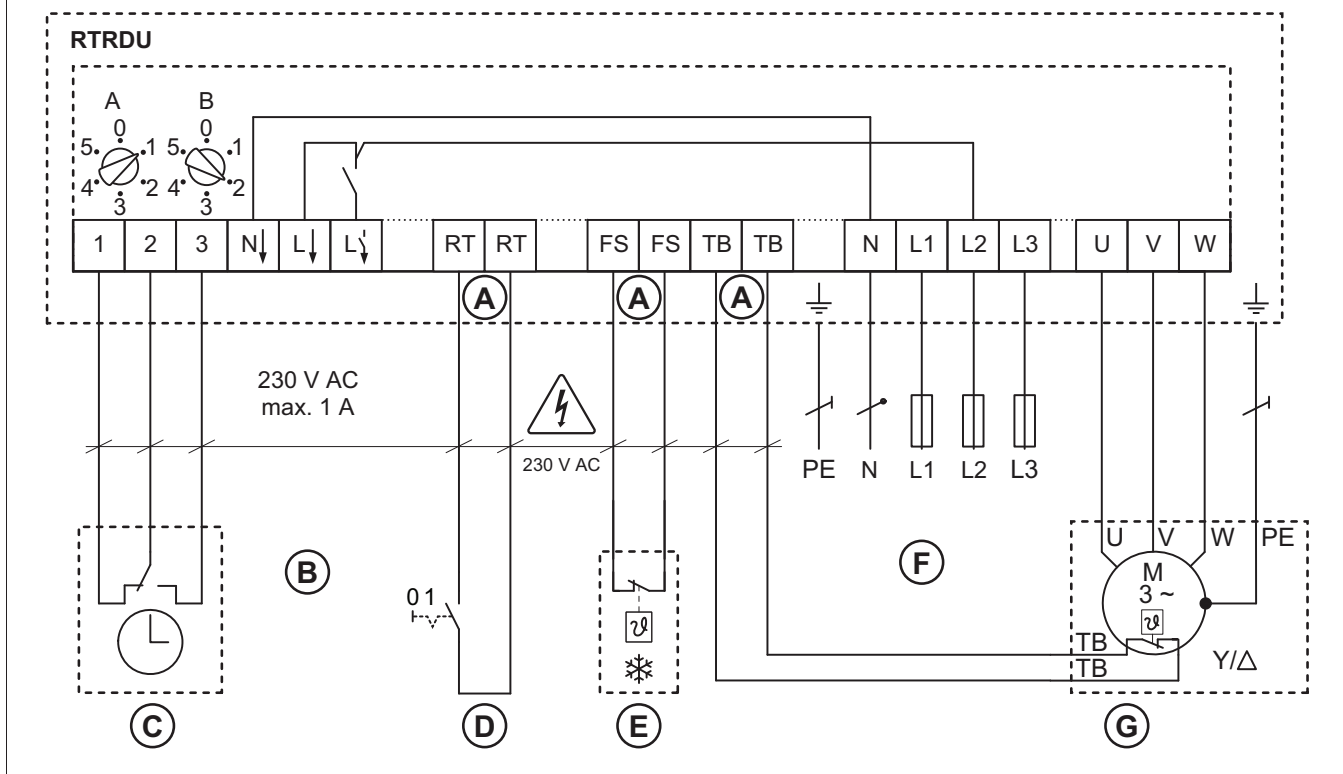 RTRDU
A B
0 0
5 1 5 1
4 2 4 2
3 3
1 2 3 N L L RT RT FS FS TB TB N L1 L2 L3 U V W
A A A
230 V AC
max. 1 A
230 V AC
PE N L1 L2 L3
U V W PE
M
3 ~
ϑ
TB
TB
Y/△
B
F
0 1
ϑ
C D E G